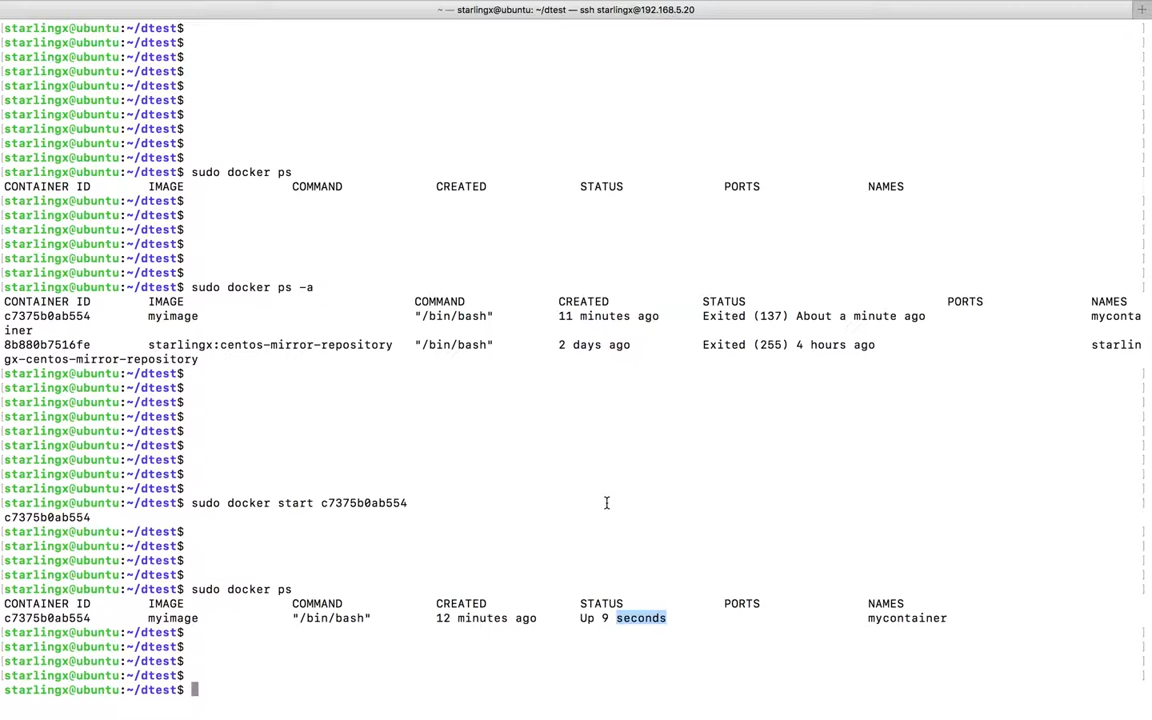 ~ — starlingx@ubuntu: ~/dtest — ssh starlingx@192.168.5.20
starlingx@ubuntu:~/dtest$
starlingx@ubuntu:~/dtest$
starlingx@ubuntu:~/dtest$
starlingx@ubuntu:~/dtest$
starlingx@ubuntu:~/dtest$
starlingx@ubuntu:~/dtest$
starlingx@ubuntu:~/dtest$
starlingx@ubuntu:~/dtest$
starlingx@ubuntu:~/dtest$
starlingx@ubuntu:~/dtest$
starlingx@ubuntu:~/dtest$ sudo docker ps
CONTAINER ID IMAGE COMMAND CREATED STATUS PORTS NAMES
starlingx@ubuntu:~/dtest$
starlingx@ubuntu:~/dtest$
starlingx@ubuntu:~/dtest$
starlingx@ubuntu:~/dtest$
starlingx@ubuntu:~/dtest$
starlingx@ubuntu:~/dtest$
starlingx@ubuntu:~/dtest$ sudo docker ps -a
CONTAINER ID IMAGE COMMAND CREATED STATUS PORTS NAMES
c7375b0ab554 myimage "/bin/bash" 11 minutes ago Exited (137) About a minute ago myconta
iner
8b880b7516fe starlingx:centos-mirror-repository "/bin/bash" 2 days ago Exited (255) 4 hours ago starlin
gx-centos-mirror-repository
starlingx@ubuntu:~/dtest$
starlingx@ubuntu:~/dtest$
starlingx@ubuntu:~/dtest$
starlingx@ubuntu:~/dtest$
starlingx@ubuntu:~/dtest$
starlingx@ubuntu:~/dtest$
starlingx@ubuntu:~/dtest$
starlingx@ubuntu:~/dtest$
starlingx@ubuntu:~/dtest$
starlingx@ubuntu:~/dtest$ sudo docker start c7375b0ab554
c7375b0ab554
starlingx@ubuntu:~/dtest$
starlingx@ubuntu:~/dtest$
starlingx@ubuntu:~/dtest$
starlingx@ubuntu:~/dtest$
starlingx@ubuntu:~/dtest$ sudo docker ps
CONTAINER ID IMAGE COMMAND CREATED STATUS PORTS NAMES
c7375b0ab554 myimage "/bin/bash" 12 minutes ago Up 9 seconds mycontainer
starlingx@ubuntu:~/dtest$
starlingx@ubuntu:~/dtest$
starlingx@ubuntu:~/dtest$
starlingx@ubuntu:~/dtest$
starlingx@ubuntu:~/dtest$